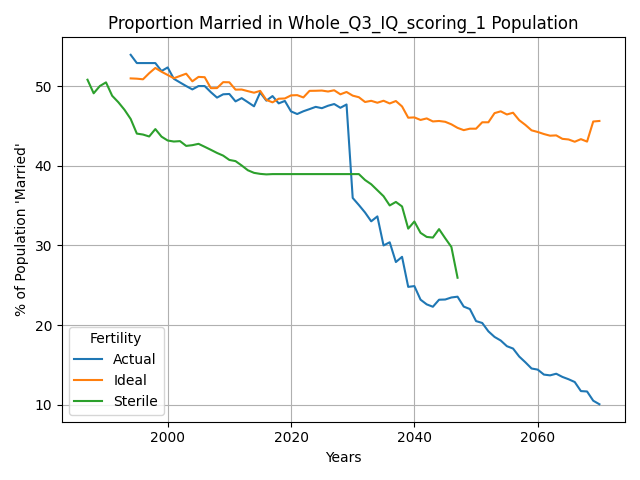 Proportion Married in Whole_Q3_IQ_scoring_1 Population
% of Population 'Married'
50
40
30
20
10
Fertility
Actual
Ideal
Sterile
2000 2020 2040 2060
Years